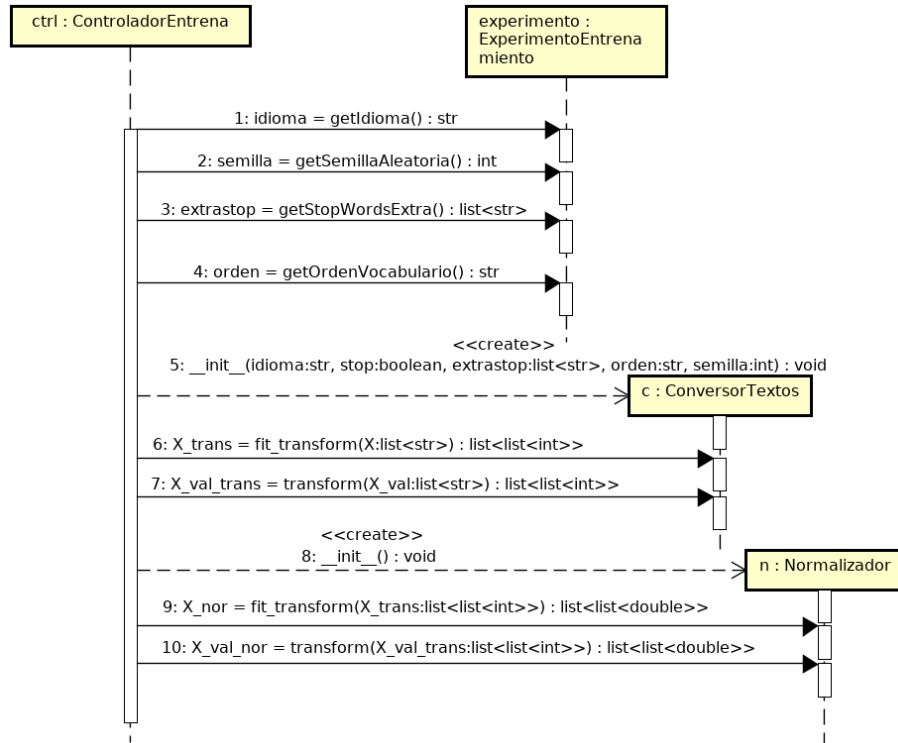 ctrl : ControladorEntrena
experimento :
ExperimentoEntrena
miento
1: idioma = getIdioma() : str
2: semilla = getSemillaAleatoria() : int
3: extrastop = getStopWordsExtra() : list<str>
4: orden = getOrdenVocabulario() : str
<<create>>
5: __init__(idioma:str, stop:boolean, extrastop:list<str>, orden:str, semilla:int) : void
c : ConversorTextos
6: X_trans = fit_transform(X:list<str>) : list<list<int>>
7: X_val_trans = transform(X_val:list<str>) : list<list<int>>
<<create>>
8: __init__() : void
n : Normalizador
9: X_nor = fit_transform(X_trans:list<list<int>>) : list<list<double>>
10: X_val_nor = transform(X_val_trans:list<list<int>>) : list<list<double>>